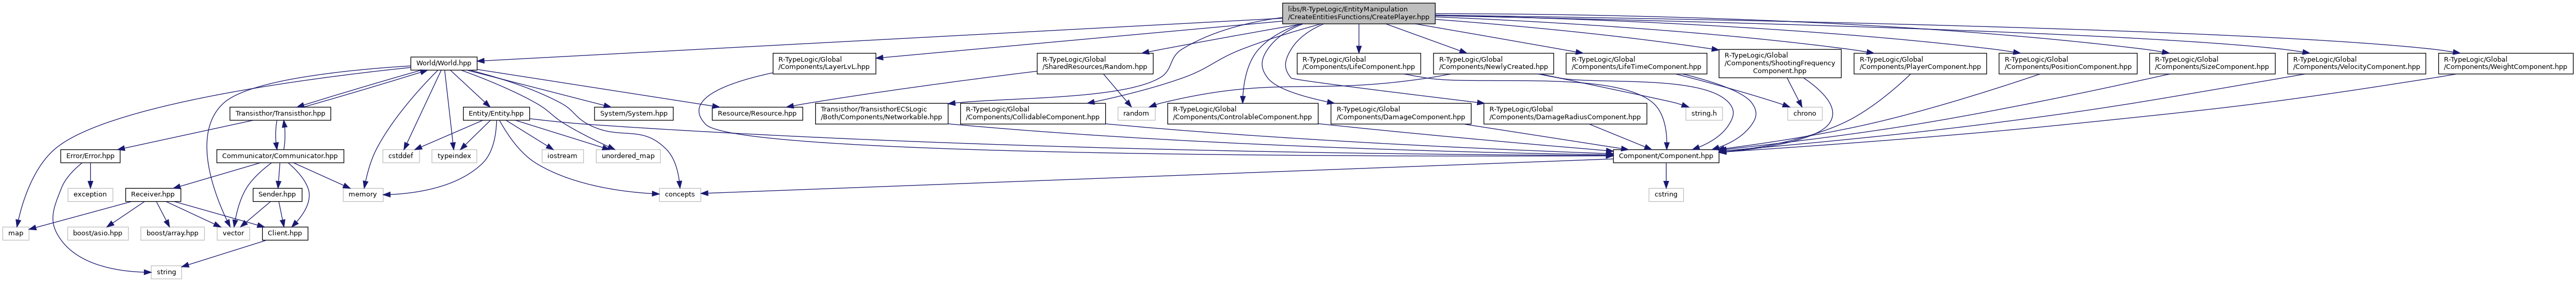 libs/R-TypeLogic/EntityManipulation
/CreateEntitiesFunctions/CreatePlayer.hpp
World/World.hpp
R-TypeLogic/Global
/Components/LayerLvL.hpp
R-TypeLogic/Global
/SharedResources/Random.hpp
R-TypeLogic/Global
/Components/LifeComponent.hpp
R-TypeLogic/Global
/Components/NewlyCreated.hpp
R-TypeLogic/Global
/Components/LifeTimeComponent.hpp
R-TypeLogic/Global
/Components/ShootingFrequency
Component.hpp
R-TypeLogic/Global
/Components/PlayerComponent.hpp
R-TypeLogic/Global
/Components/PositionComponent.hpp
R-TypeLogic/Global
/Components/SizeComponent.hpp
R-TypeLogic/Global
/Components/VelocityComponent.hpp
R-TypeLogic/Global
/Components/WeightComponent.hpp
Transisthor/Transisthor.hpp
Entity/Entity.hpp
System/System.hpp
Resource/Resource.hpp
Transisthor/TransisthorECSLogic
/Both/Components/Networkable.hpp
R-TypeLogic/Global
/Components/CollidableComponent.hpp
random
R-TypeLogic/Global
/Components/ControlableComponent.hpp
R-TypeLogic/Global
/Components/DamageComponent.hpp
R-TypeLogic/Global
/Components/DamageRadiusComponent.hpp
string.h
chrono
Error/Error.hpp
Communicator/Communicator.hpp
cstddef
typeindex
iostream
unordered_map
Component/Component.hpp
exception
Receiver.hpp
Sender.hpp
memory
concepts
cstring
map
boost/asio.hpp
boost/array.hpp
vector
Client.hpp
string